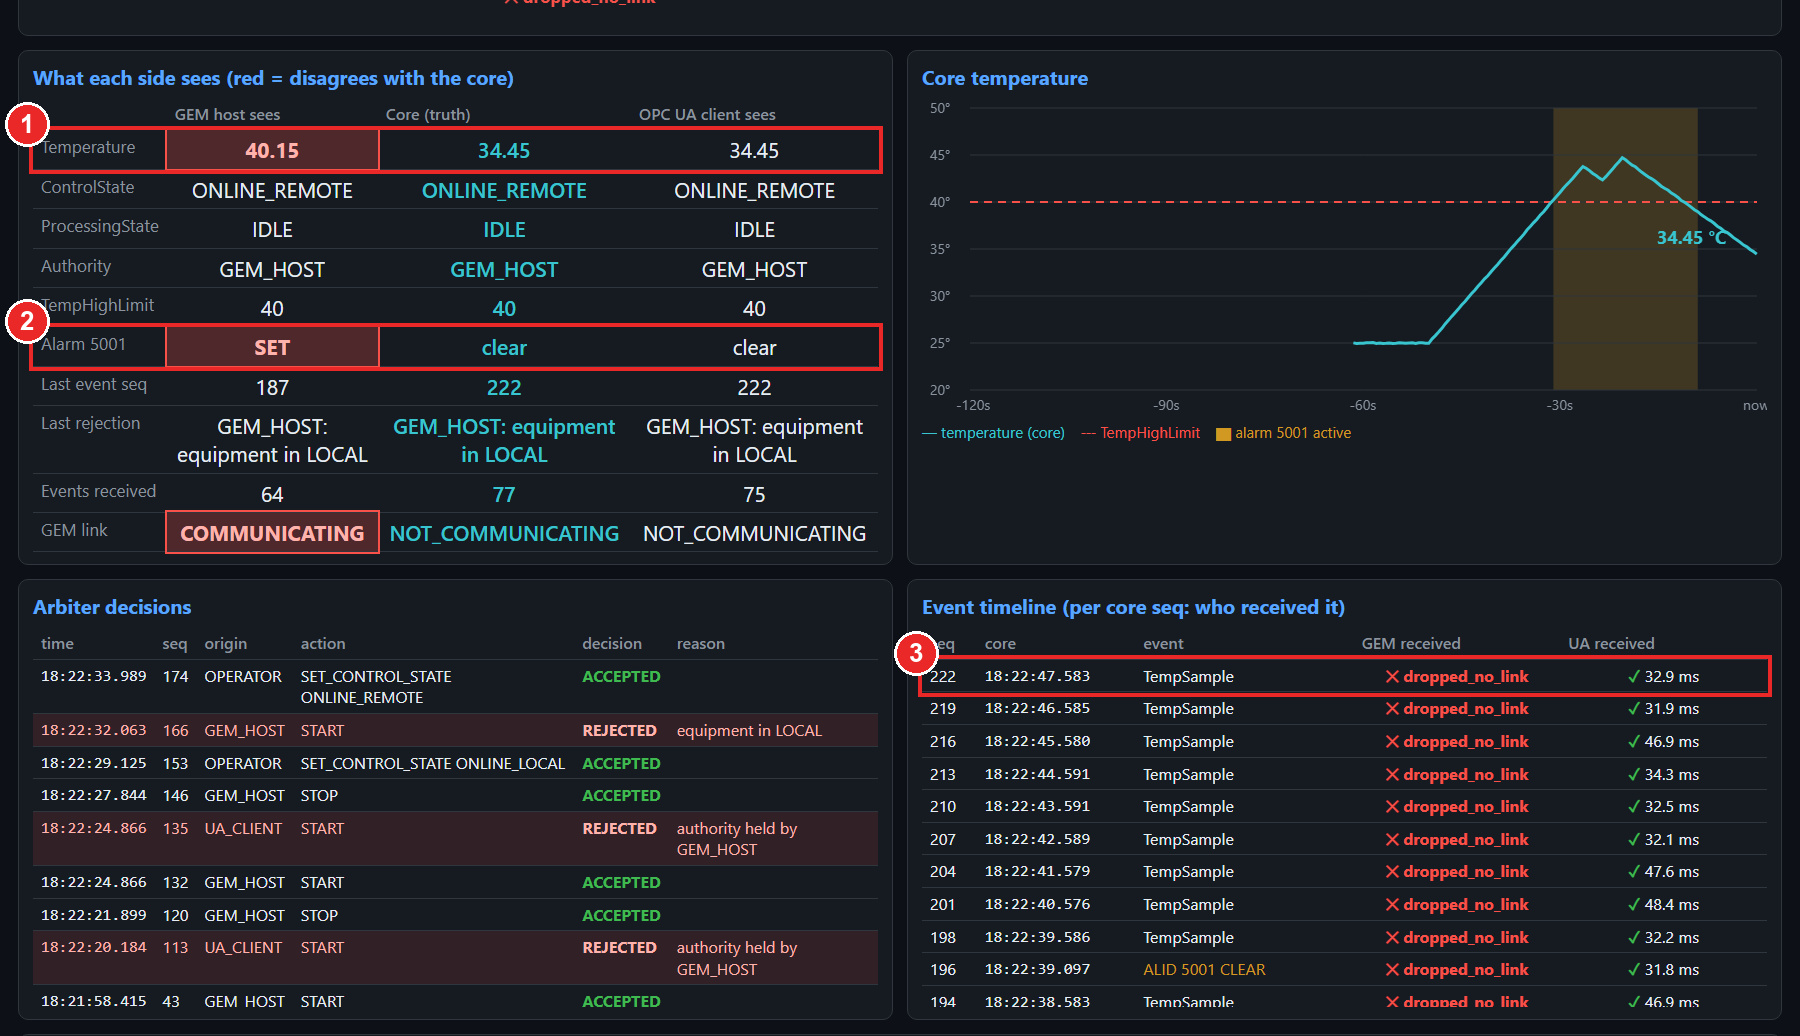 ✕ dropped_no_link
What each side sees (red = disagrees with the core)
GEM host sees Core (truth) OPC UA client sees
1
Temperature 40.15 34.45 34.45
ControlState ONLINE_REMOTE ONLINE_REMOTE ONLINE_REMOTE
ProcessingState IDLE IDLE IDLE
Authority GEM_HOST GEM_HOST GEM_HOST
TempHighLimit 40 40 40
2
Alarm 5001 SET clear clear
Last event seq 187 222 222
Last rejection GEM_HOST: equipment in LOCAL GEM_HOST: equipment in LOCAL GEM_HOST: equipment in LOCAL
Events received 64 77 75
GEM link COMMUNICATING NOT_COMMUNICATING NOT_COMMUNICATING
Core temperature
50°
45°
40°
35°
30°
25°
20°
34.45 °C
-120s -90s -60s -30s now
temperature (core) TempHighLimit alarm 5001 active
Arbiter decisions
time seq origin action decision reason
18:22:33.989 174 OPERATOR SET_CONTROL_STATE ONLINE_REMOTE ACCEPTED
18:22:32.063 166 GEM_HOST START REJECTED equipment in LOCAL
18:22:29.125 153 OPERATOR SET_CONTROL_STATE ONLINE_LOCAL ACCEPTED
18:22:27.844 146 GEM_HOST STOP ACCEPTED
18:22:24.866 135 UA_CLIENT START REJECTED authority held by GEM_HOST
18:22:24.866 132 GEM_HOST START ACCEPTED
18:22:21.899 120 GEM_HOST STOP ACCEPTED
18:22:20.184 113 UA_CLIENT START REJECTED authority held by GEM_HOST
18:21:58.415 43 GEM_HOST START ACCEPTED
Event timeline (per core seq: who received it)
3
eq core event GEM received UA received
222 18:22:47.583 TempSample ✕ dropped_no_link ✓ 32.9 ms
219 18:22:46.585 TempSample ✕ dropped_no_link ✓ 31.9 ms
216 18:22:45.580 TempSample ✕ dropped_no_link ✓ 46.9 ms
213 18:22:44.591 TempSample ✕ dropped_no_link ✓ 34.3 ms
210 18:22:43.591 TempSample ✕ dropped_no_link ✓ 32.5 ms
207 18:22:42.589 TempSample ✕ dropped_no_link ✓ 32.1 ms
204 18:22:41.579 TempSample ✕ dropped_no_link ✓ 47.6 ms
201 18:22:40.576 TempSample ✕ dropped_no_link ✓ 48.4 ms
198 18:22:39.586 TempSample ✕ dropped_no_link ✓ 32.2 ms
196 18:22:39.097 ALID 5001 CLEAR ✕ dropped_no_link ✓ 31.8 ms
194 18:22:38.583 TempSample ✕ dropped_no_link ✓ 46.9 ms